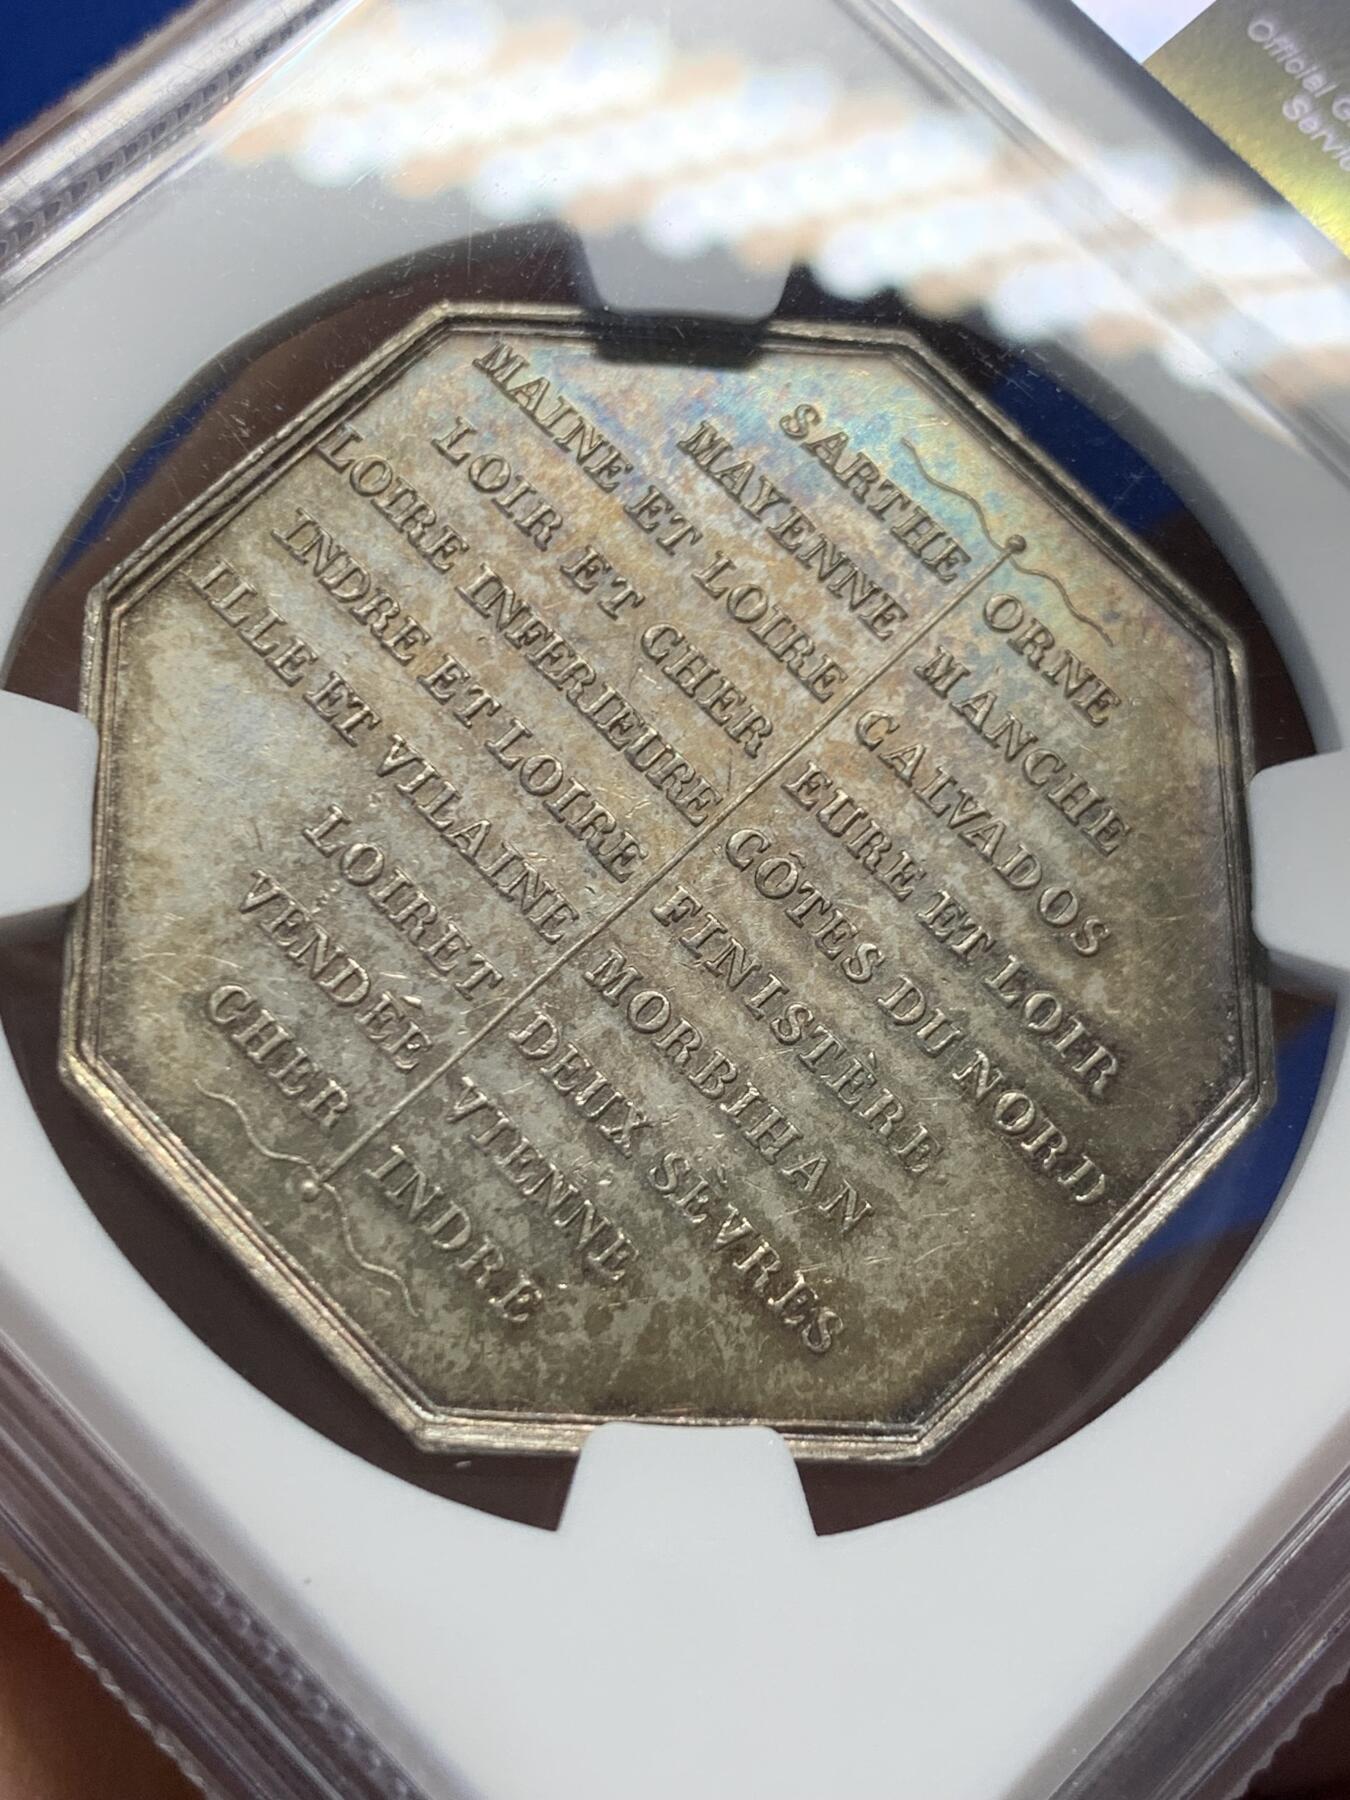 SARTHE
MAYENNE
MAINE ET LOIRE
LOIR ET CHER
LOIRE INFERIEURE
INDRE ET LOIRE
ILLE ET VILAINE
LOIRET
VENDÉE
CHER
ORNE
MANCHE
CALVADOS
EURE ET LOIR
CÔTES DU NORD
FINISTÈRE
MORBIHAN
DEUX SÈVRES
VIENNE
INDRE
Official